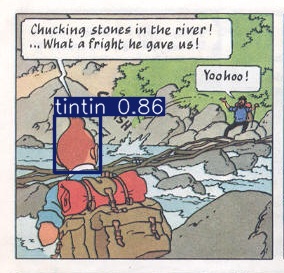 Chucking stones in the river!
... What a fright he gave us!
Yoohoo!
tintin 0.86